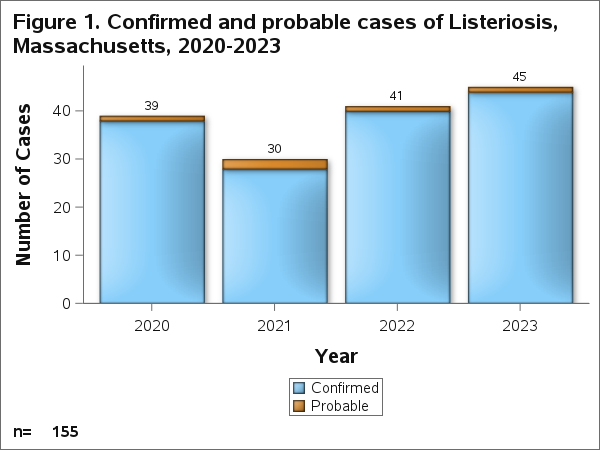 Figure 1. Confirmed and probable cases of Listeriosis,
Massachusetts, 2020-2023
Number of Cases
40
30
20
10
0
39
30
41
45
2020
2021
2022
2023
Year
Confirmed
Probable
n= 155